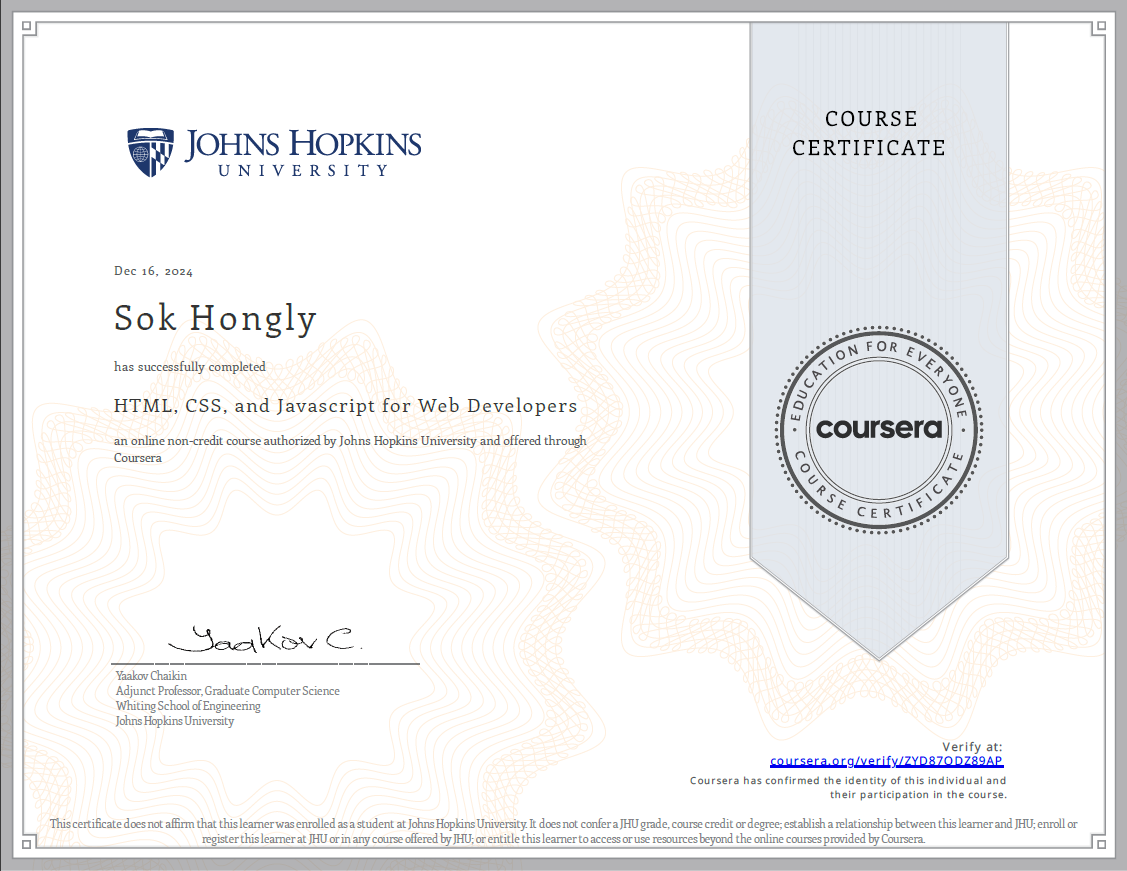 JOHNS HOPKINS
UNIVERSITY
COURSE
CERTIFICATE
Dec 16, 2024
Sok Hongly
has successfully completed
HTML, CSS, and Javascript for Web Developers
an online non-credit course authorized by Johns Hopkins University and offered through
Coursera
EDUCATION FOR EVERYONE
coursera
COURSE CERTIFICATE
Yaakov C.
Yaakov Chaikin
Adjunct Professor, Graduate Computer Science
Whiting School of Engineering
Johns Hopkins University
Verify at:
coursera.org/verify/ZYD87ODZ89AP
Coursera has confirmed the identity of this individual and
their participation in the course.
This certificate does not affirm that this learner was enrolled as a student at Johns Hopkins University. It does not confer a JHU grade, course credit or degree; establish a relationship between this learner and JHU; enroll or
register this learner at JHU or in any course offered by JHU; or entitle this learner to access or use resources beyond the online courses provided by Coursera.